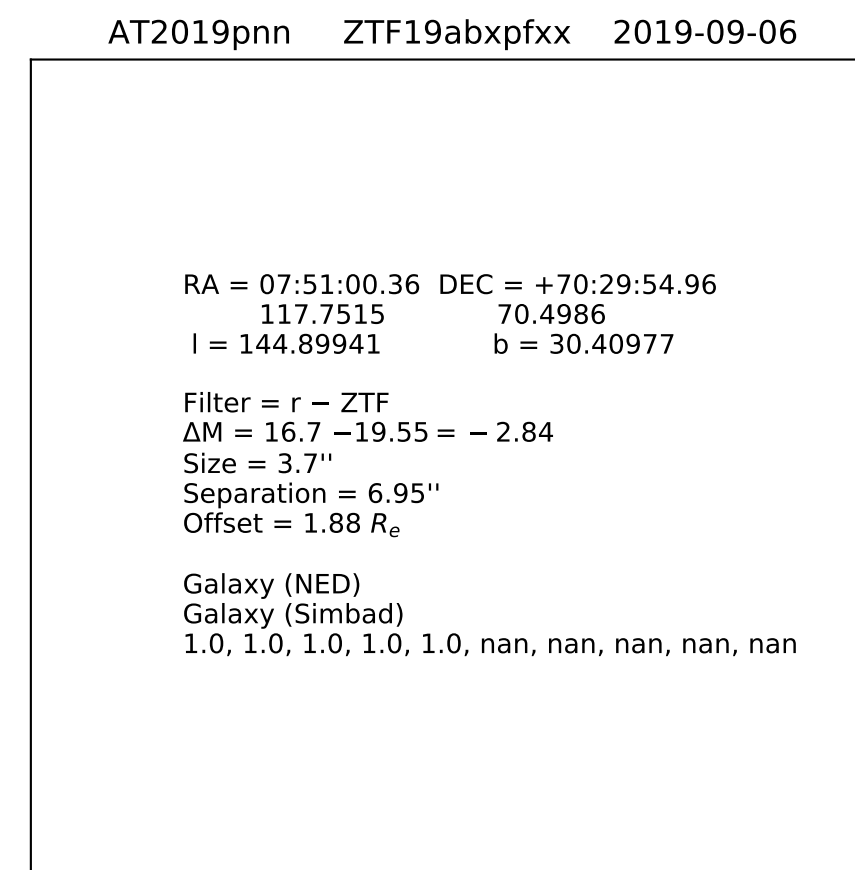 AT2019pnn ZTF19abxpfxx 2019-09-06
RA = 07:51:00.36 DEC = +70:29:54.96
117.7515 70.4986
l = 144.89941 b = 30.40977
Filter = r − ZTF
ΔM = 16.7 −19.55 = − 2.84
Size = 3.7''
Separation = 6.95''
Offset = 1.88 Re
Galaxy (NED)
Galaxy (Simbad)
1.0, 1.0, 1.0, 1.0, 1.0, nan, nan, nan, nan, nan